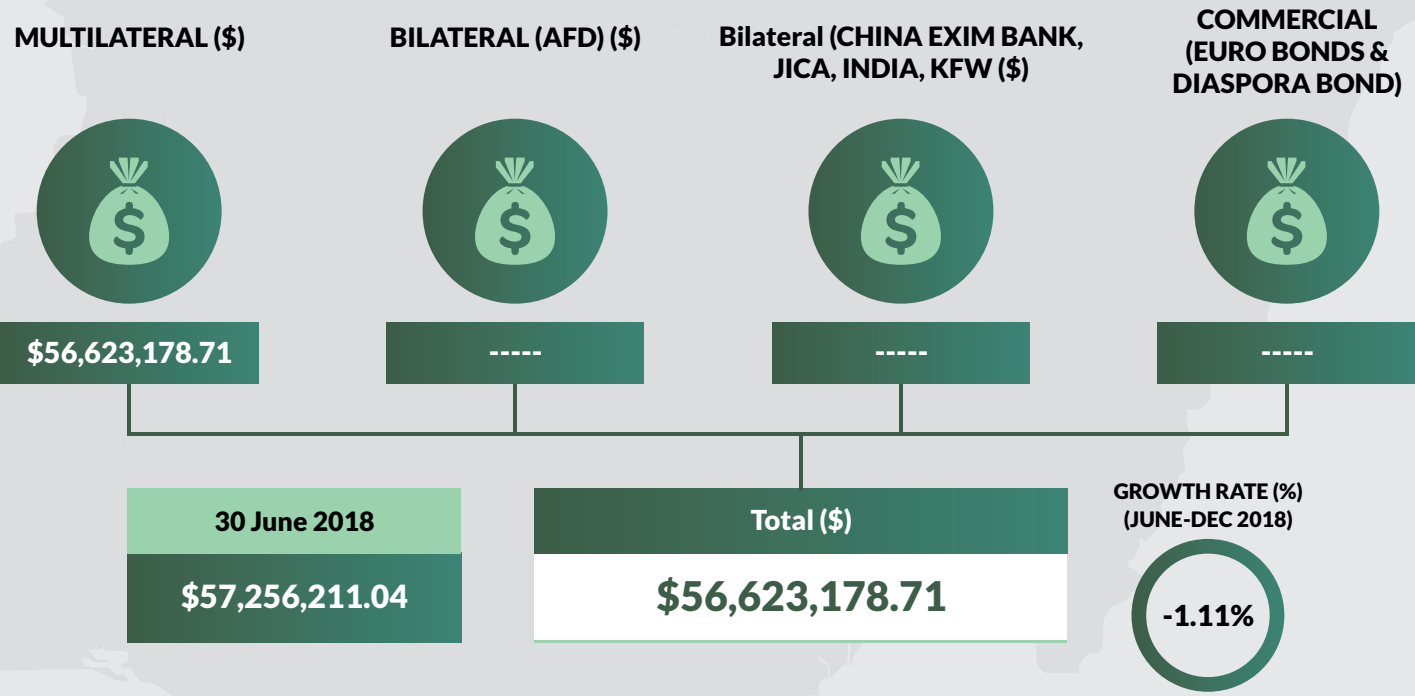 MULTILATERAL ($)
BILATERAL (AFD) ($)
Bilateral (CHINA EXIM BANK,
JICA, INDIA, KFW ($)
COMMERCIAL
(EURO BONDS &
DIASPORA BOND)
$
$
$
$
$56,623,178.71
-----
-----
-----
30 June 2018
$57,256,211.04
Total ($)
$56,623,178.71
GROWTH RATE (%)
(JUNE-DEC 2018)
-1.11%